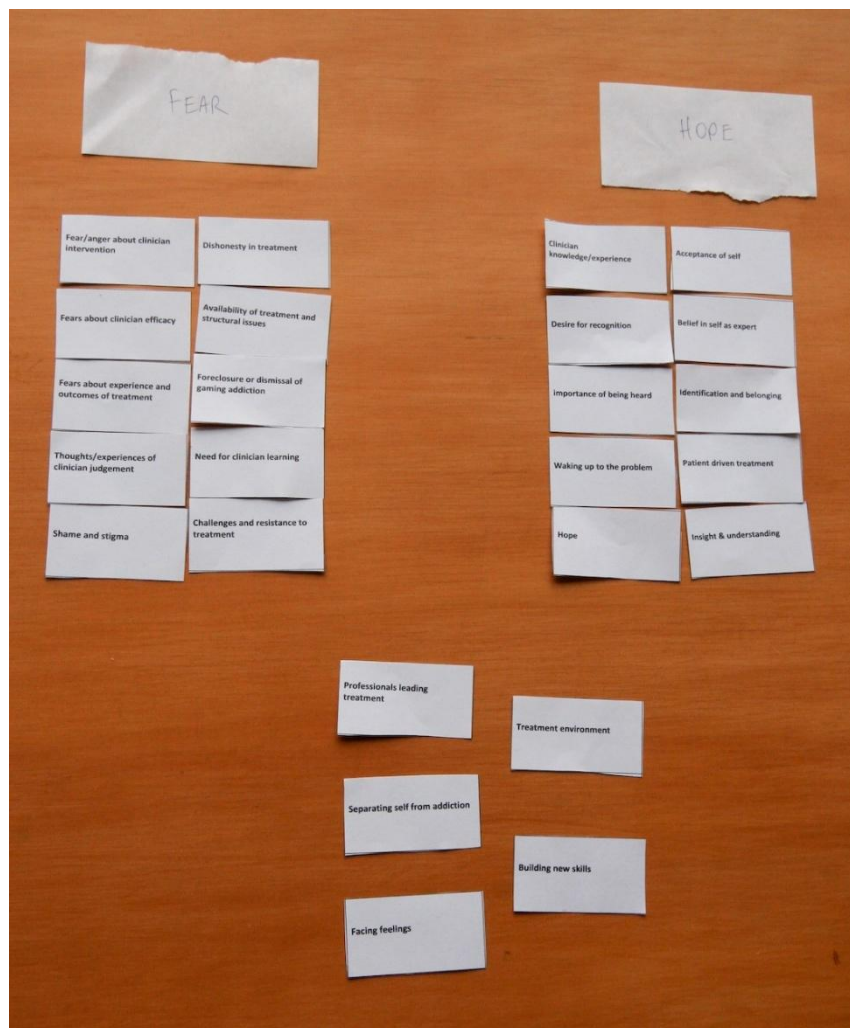 FEAR
HOPE
Fear/anger about clinician
intervention
Dishonesty in treatment
Fears about clinician efficacy
Availability of treatment and
structural issues
Fears about experience and
outcomes of treatment
Foreclosure or dismissal of
gaming addiction
Thoughts/experiences of
clinician judgement
Need for clinician learning
Shame and stigma
Challenges and resistance to
treatment
Clinician
knowledge/experience
Acceptance of self
Desire for recognition
Belief in self as expert
Importance of being heard
Identification and belonging
Waking up to the problem
Patient driven treatment
Hope
Insight & understanding
Professionals leading
treatment
Treatment environment
Separating self from addiction
Building new skills
Facing feelings